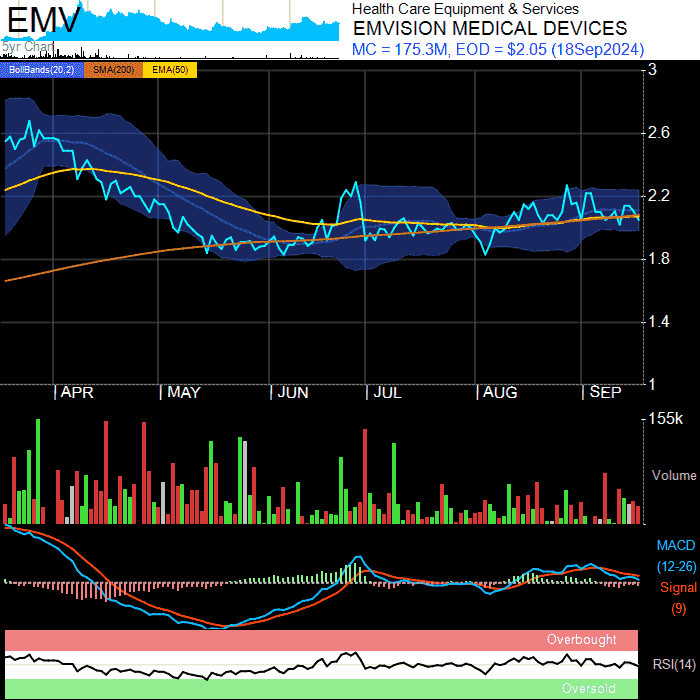 EMV
Health Care Equipment & Services
EMVISION MEDICAL DEVICES
5yr Chart
MC = 175.3M, EOD = $2.05 (18Sep2024)
BollBands(20,2) SMA(200) EMA(50)
3
2.6
2.2
1.8
1.4
1
| APR | MAY | JUN | JUL | AUG | SEP
155k
Volume
MACD
(12-26)
Signal
(9)
Overbought
RSI(14)
Oversold